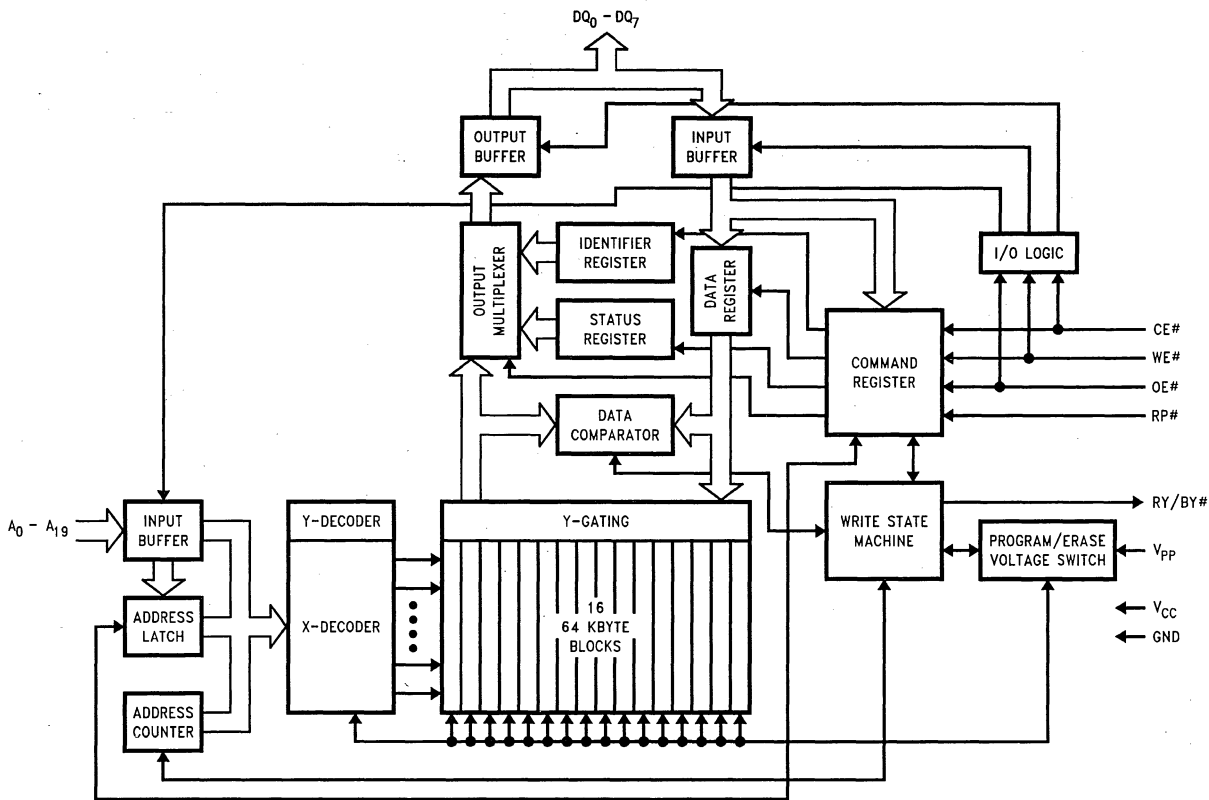 DQ0 - DQ7
OUTPUT
BUFFER
INPUT
BUFFER
I/O LOGIC
OUTPUT
MULTIPLEXER
IDENTIFIER
REGISTER
DATA
REGISTER
STATUS
REGISTER
COMMAND
REGISTER
CE#
WE#
OE#
RP#
DATA
COMPARATOR
A0 - A19
INPUT
BUFFER
Y-DECODER
Y-GATING
WRITE STATE
MACHINE
RY/BY#
PROGRAM/ERASE
VOLTAGE SWITCH
VPP
ADDRESS
LATCH
X-DECODER
16
64 KBYTE
BLOCKS
VCC
GND
ADDRESS
COUNTER